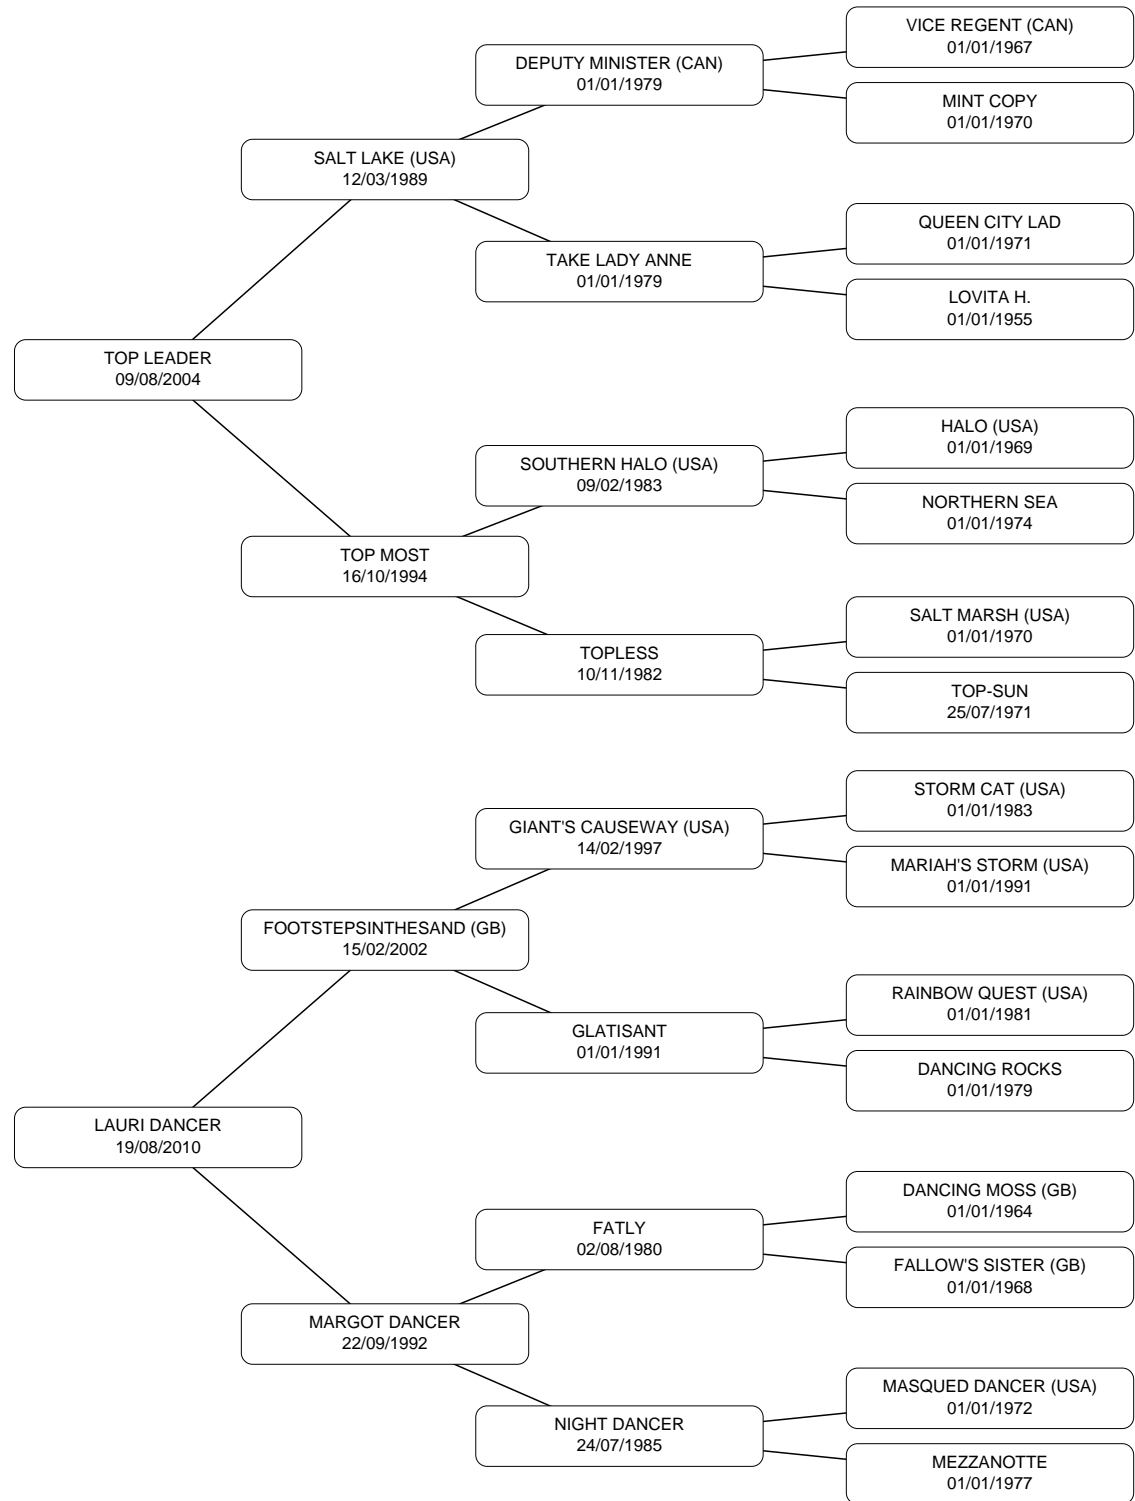 VICE REGENT (CAN)
01/01/1967
DEPUTY MINISTER (CAN)
01/01/1979
MINT COPY
01/01/1970
SALT LAKE (USA)
12/03/1989
QUEEN CITY LAD
01/01/1971
TAKE LADY ANNE
01/01/1979
LOVITA H.
01/01/1955
TOP LEADER
09/08/2004
HALO (USA)
01/01/1969
SOUTHERN HALO (USA)
09/02/1983
NORTHERN SEA
01/01/1974
TOP MOST
16/10/1994
SALT MARSH (USA)
01/01/1970
TOPLESS
10/11/1982
TOP-SUN
25/07/1971
STORM CAT (USA)
01/01/1983
GIANT'S CAUSEWAY (USA)
14/02/1997
MARIAH'S STORM (USA)
01/01/1991
FOOTSTEPSINTHESAND (GB)
15/02/2002
RAINBOW QUEST (USA)
01/01/1981
GLATISANT
01/01/1991
DANCING ROCKS
01/01/1979
LAURI DANCER
19/08/2010
DANCING MOSS (GB)
01/01/1964
FATLY
02/08/1980
FALLOW'S SISTER (GB)
01/01/1968
MARGOT DANCER
22/09/1992
MASQUED DANCER (USA)
01/01/1972
NIGHT DANCER
24/07/1985
MEZZANOTTE
01/01/1977